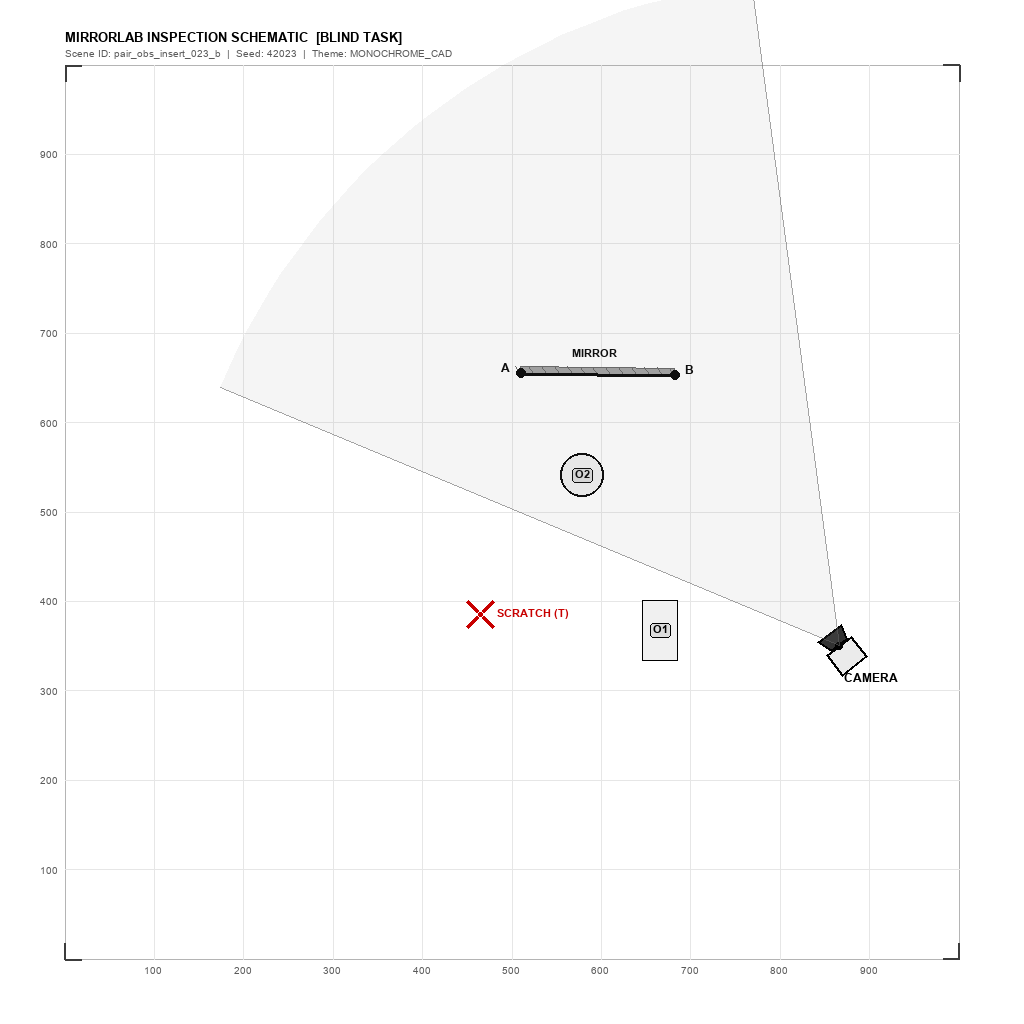 MIRRORLAB INSPECTION SCHEMATIC [BLIND TASK]
Scene ID: pair_obs_insert_023_b | Seed: 42023 | Theme: MONOCHROME_CAD
900
800
700
MIRROR
A
B
600
O2
500
400
SCRATCH (T)
O1
CAMERA
300
200
100
100 200 300 400 500 600 700 800 900